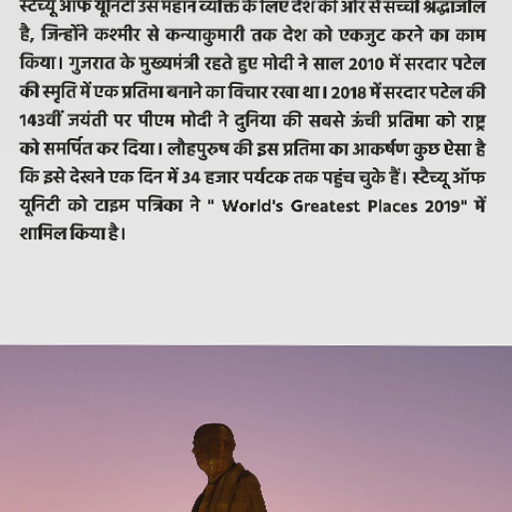 स्टैच्यू ऑफ यूनिटी उस महान व्यक्ति के लिए देश की ओर से सच्ची श्रद्धांजलि
है, जिन्होंने कश्मीर से कन्याकुमारी तक देश को एकजुट करने का काम
किया। गुजरात के मुख्यमंत्री रहते हुए मोदी ने साल 2010 में सरदार पटेल
की स्मृति में एक प्रतिमा बनाने का विचार रखा था। 2018 में सरदार पटेल की
143वीं जयंती पर पीएम मोदी ने दुनिया की सबसे ऊंची प्रतिमा को राष्ट्र
को समर्पित कर दिया। लौहपुरुष की इस प्रतिमा का आकर्षण कुछ ऐसा है
कि इसे देखने एक दिन में 34 हजार पर्यटक तक पहुंच चुके हैं। स्टैच्यू ऑफ
यूनिटी को टाइम पत्रिका ने " World's Greatest Places 2019" में
शामिल किया है।